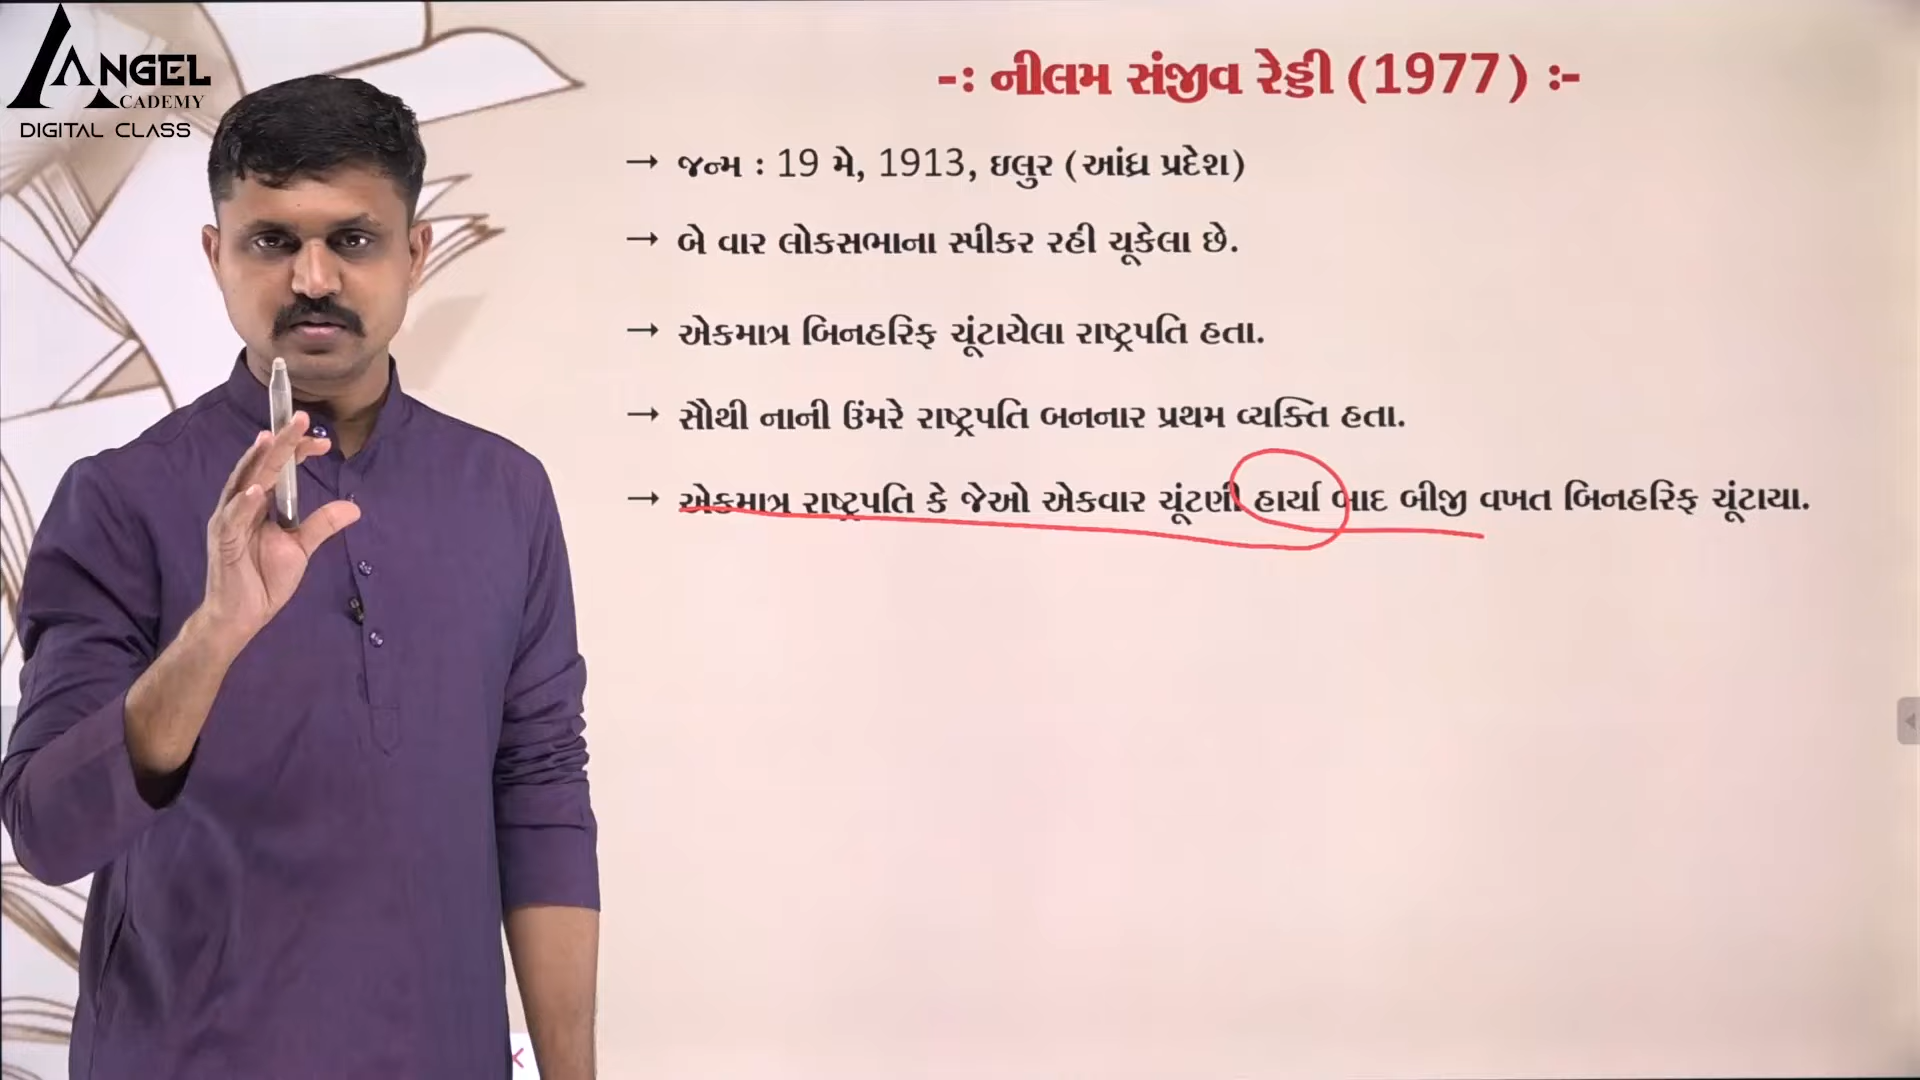 ANGEL
ACADEMY
DIGITAL CLASS
-: નીલમ સંજીવ રેડ્ડી (1977) :-
→ જન્મ : 19 મે, 1913, ઇલુર (આંધ્ર પ્રદેશ)
→ બે વાર લોકસભાના સ્પીકર રહી ચૂકેલા છે.
→ એકમાત્ર બિનહરિફ ચૂંટાયેલા રાષ્ટ્રપતિ હતા.
→ સૌથી નાની ઉંમરે રાષ્ટ્રપતિ બનનાર પ્રથમ વ્યક્તિ હતા.
→ એકમાત્ર રાષ્ટ્રપતિ કે જેઓ એકવાર ચૂંટણી હાર્યા બાદ બીજી વખત બિનહરિફ ચૂંટાયા.